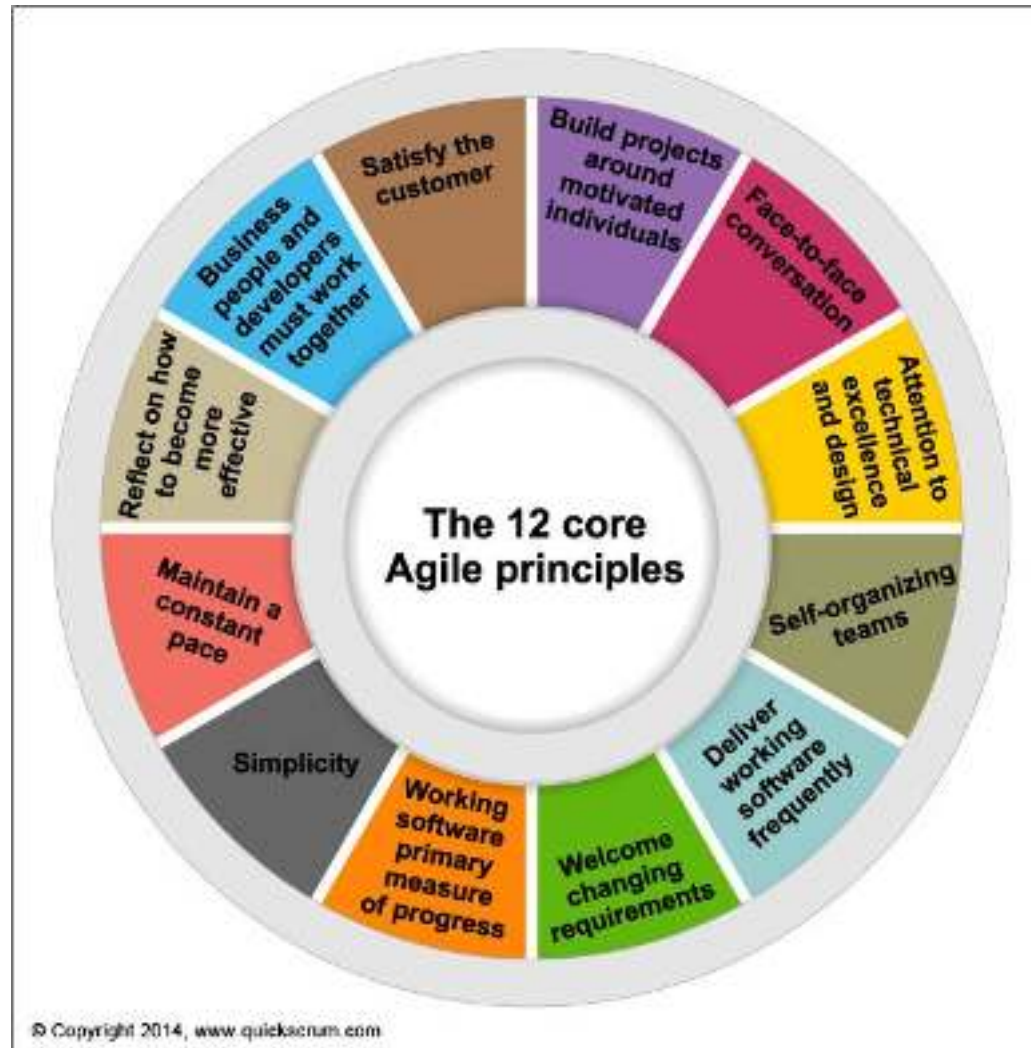 Satisfy the
customer
Build projects
around
motivated
individuals
Face-to-face
conversation
Attention to
technical
excellence
and design
Self-organizing
teams
Deliver
working
software
frequently
Welcome
changing
requirements
Working
software
primary
measure
of progress
Simplicity
Maintain a
constant
pace
Reflect on how
to become
more
effective
Business
people and
developers
must work
together
The 12 core
Agile principles
© Copyright 2014, www.quickscrum.com